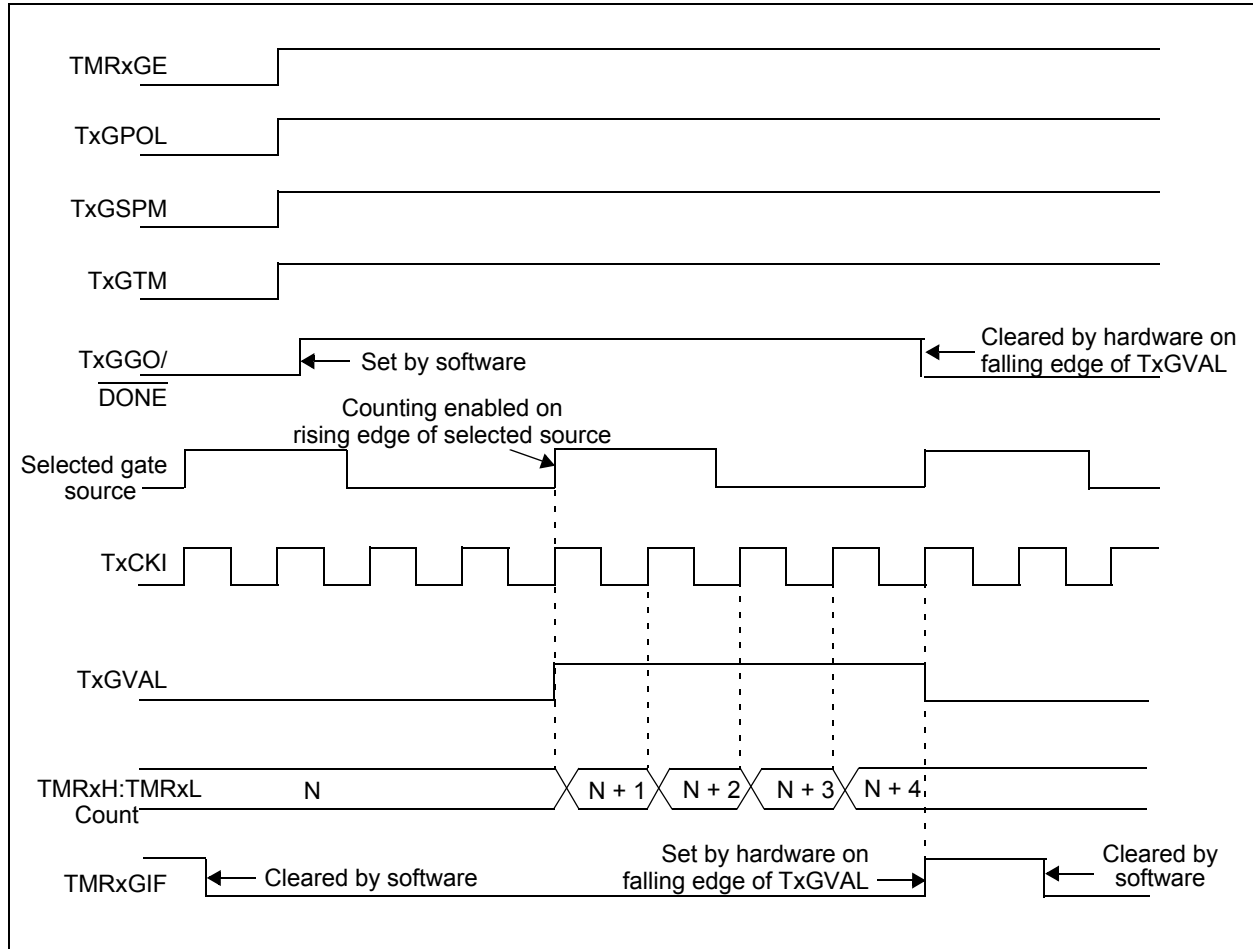 TMRxGE
TxGPOL
TxGSPM
TxGTM
TxGGO/
DONE
Set by software
Cleared by hardware on
falling edge of TxGVAL
Counting enabled on
rising edge of selected source
Selected gate
source
TxCKI
TxGVAL
TMRxH:TMRxL
Count
N
N + 1
N + 2
N + 3
N + 4
TMRxGIF
Cleared by software
Set by hardware on
falling edge of TxGVAL
Cleared by
software